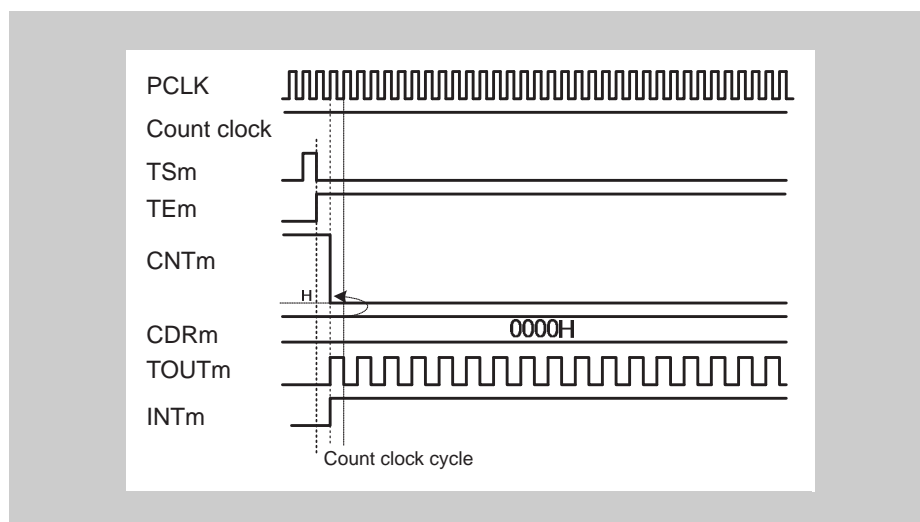 PCLK
Count clock
TSm
TEm
CNTm
H
CDRm
0000H
TOUTm
INTm
Count clock cycle